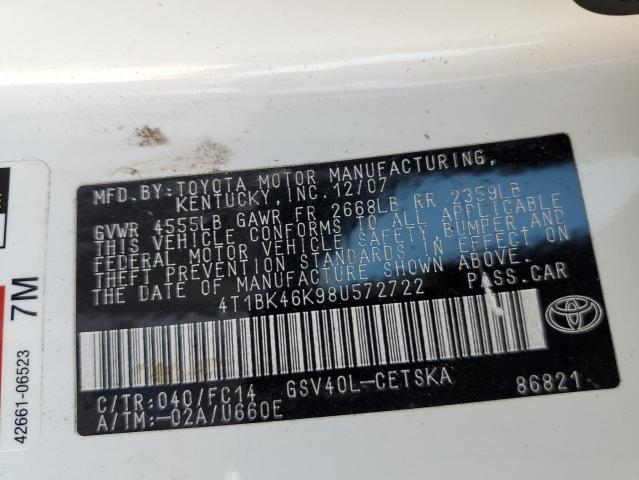 MFD.BY:TOYOTA MOTOR MANUFACTURING,
KENTUCKY, INC. 12/07
GVWR 4555LB GAWR FR 2668LB RR 2359LB
THIS VEHICLE CONFORMS TO ALL APPLICABLE
FEDERAL MOTOR VEHICLE SAFETY, BUMPER AND
THEFT PREVENTION STANDARDS IN EFFECT ON
THE DATE OF MANUFACTURE SHOWN ABOVE.
4T1BK46K98U572722 PASS.CAR
C/TR:040/FC14 GSV40L-CETSKA
A/TM:-02A/U660E 86821
7M
42661-06523